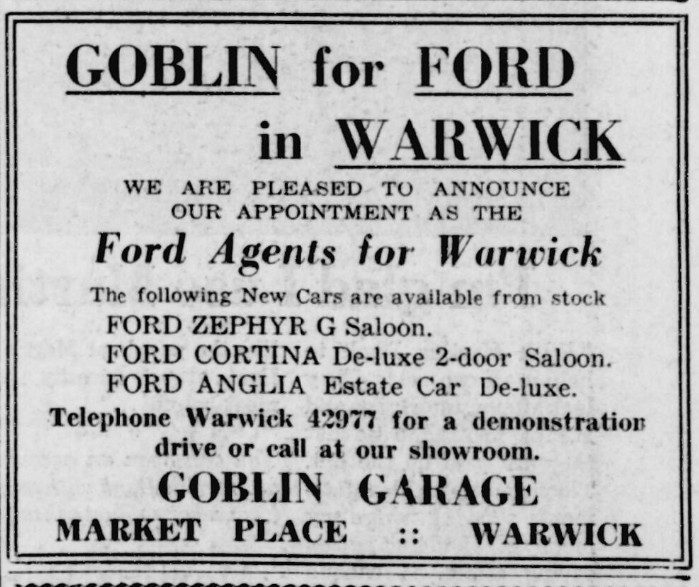 GOBLIN for FORD
in WARWICK
WE ARE PLEASED TO ANNOUNCE
OUR APPOINTMENT AS THE
Ford Agents for Warwick
The following New Cars are available from stock
FORD ZEPHYR G Saloon.
FORD CORTINA De-luxe 2-door Saloon.
FORD ANGLIA Estate Car De-luxe.
Telephone Warwick 42977 for a demonstration
drive or call at our showroom.
GOBLIN GARAGE
MARKET PLACE :: WARWICK